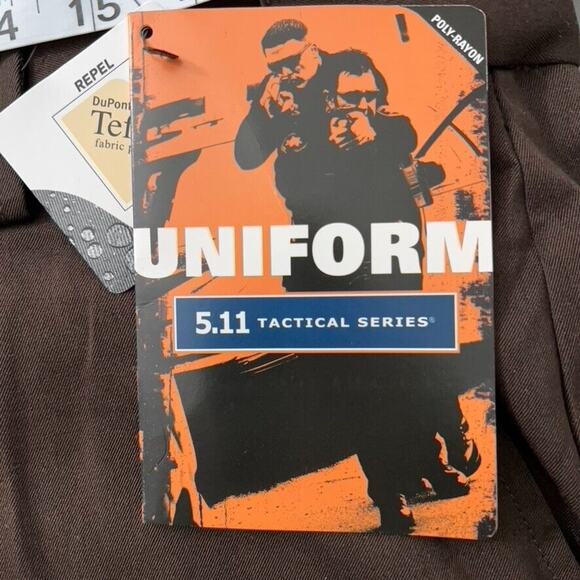 4 15
POLY-RAYON
REPEL
DuPont
Tef
fabric
UNIFORM
5.11 TACTICAL SERIES®